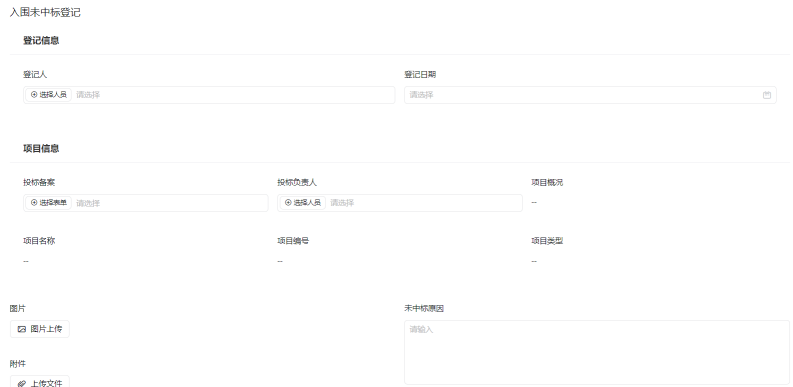 入围未中标登记
登记信息
登记人 登记日期
选择人员 请选择 请选择
项目信息
投标备案 投标负责人 项目概况
选择表单 请选择 选择人员 请选择 --
项目名称 项目编号 项目类型
-- -- --
图片 未中标原因
图片上传 请输入
附件
上传文件